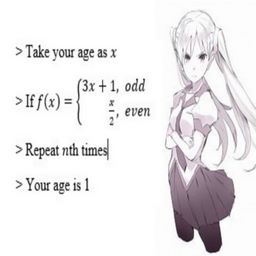 > Take your age as x
> If f(x) = {3x + 1, odd
x/2, even
> Repeat nth times
> Your age is 1